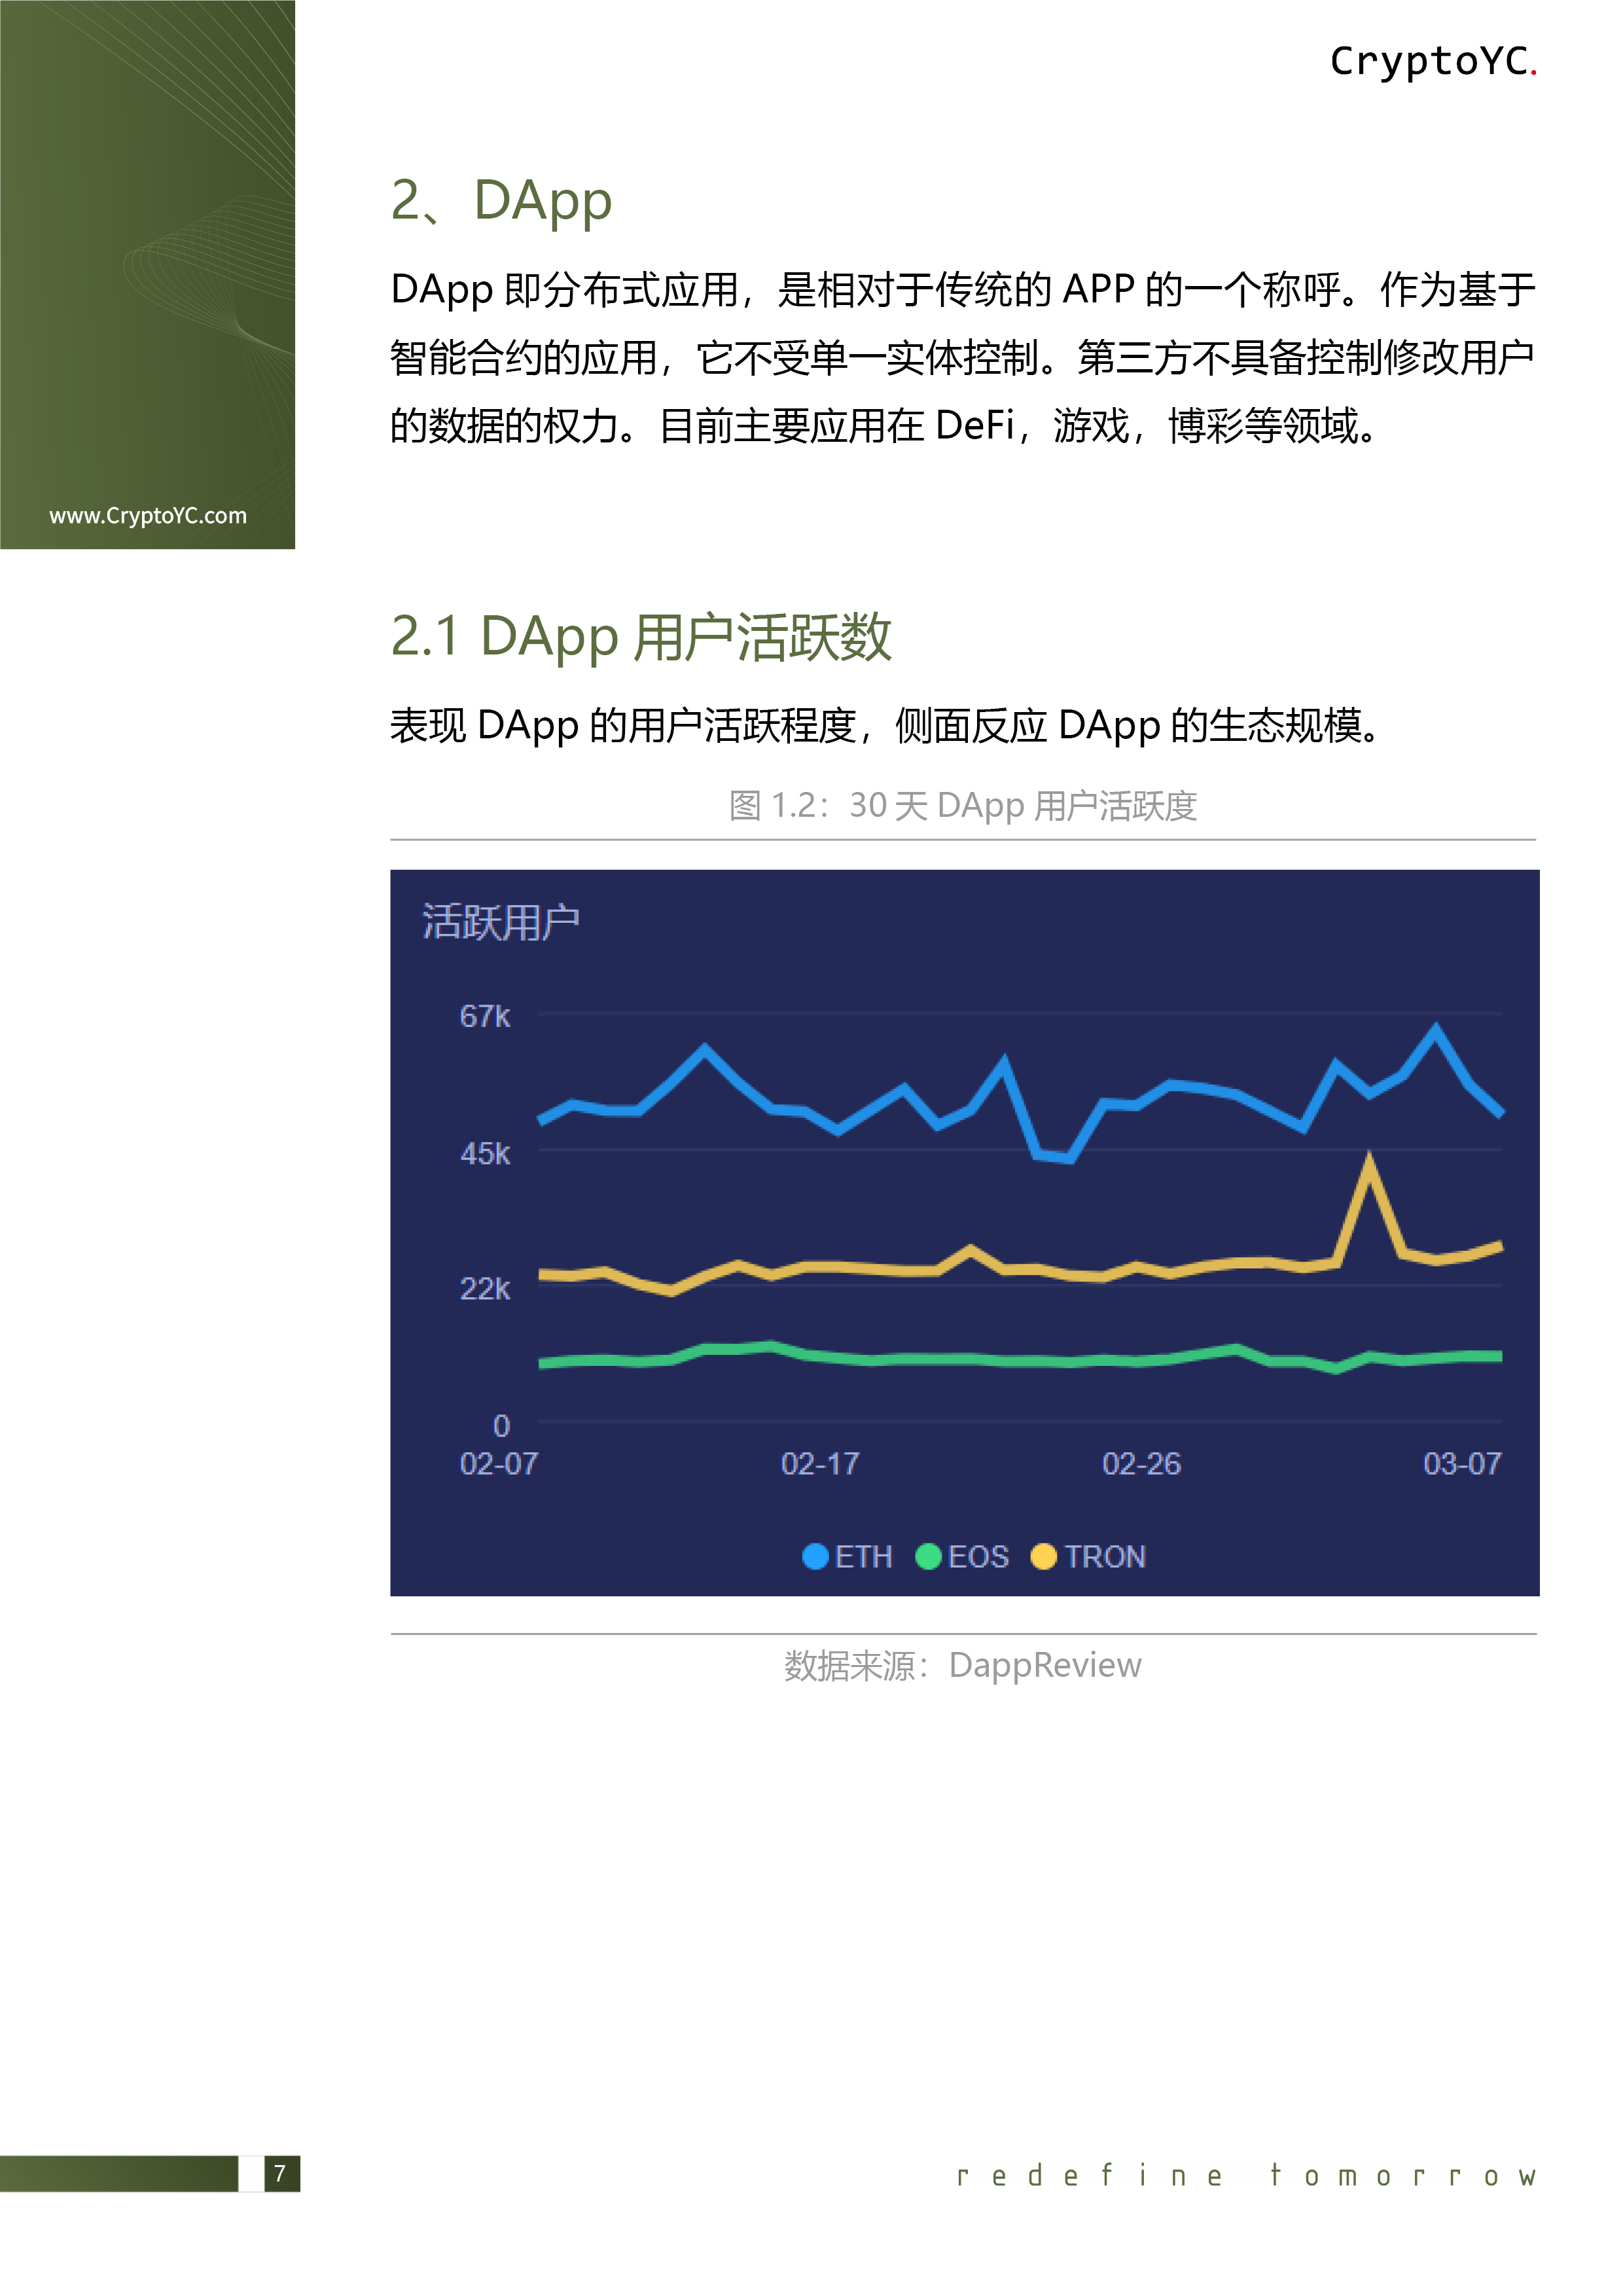 CryptoYC.
www.CryptoYC.com
2、DApp
DApp 即分布式应用，是相对于传统的 APP 的一个称呼。作为基于
智能合约的应用，它不受单一实体控制。第三方不具备控制修改用户
的数据的权力。目前主要应用在 DeFi，游戏，博彩等领域。
2.1 DApp 用户活跃数
表现 DApp 的用户活跃程度，侧面反应 DApp 的生态规模。
图 1.2：30 天 DApp 用户活跃度
活跃用户
67k
45k
22k
0
02-07 02-17 02-26 03-07
ETH EOS TRON
数据来源：DappReview
7
redefine tomorrow